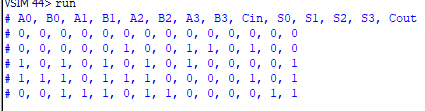 VSIM 44> run
# A0, B0, A1, B1, A2, B2, A3, B3, Cin, S0, S1, S2, S3, Cout
# 0, 0, 0, 0, 0, 0, 0, 0, 0, 0, 0, 0, 0, 0
# 0, 0, 0, 0, 0, 1, 0, 0, 1, 1, 0, 1, 0, 0
# 1, 0, 1, 0, 1, 0, 1, 1, 0, 0, 0, 0, 0, 1
# 1, 1, 1, 0, 1, 1, 1, 0, 0, 0, 0, 1, 0, 1
# 0, 0, 1, 1, 1, 0, 1, 1, 0, 0, 0, 0, 1, 1